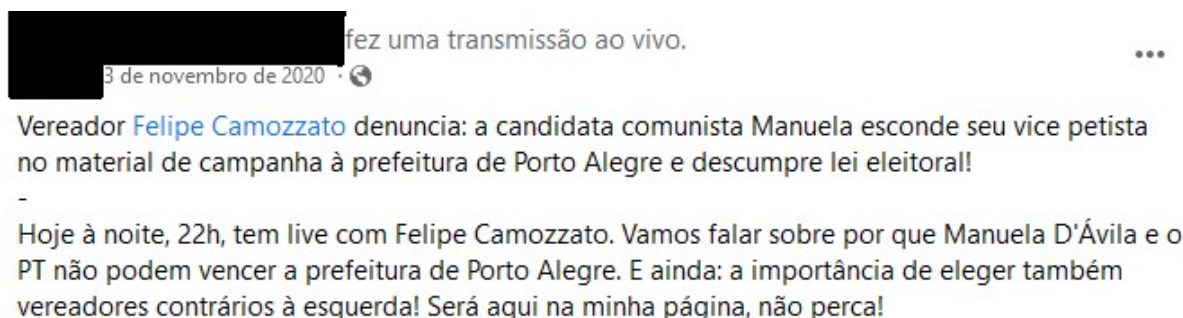 fez uma transmissão ao vivo.
3 de novembro de 2020 ·
Vereador Felipe Camozzato denuncia: a candidata comunista Manuela esconde seu vice petista
no material de campanha à prefeitura de Porto Alegre e descumpre lei eleitoral!
-
Hoje à noite, 22h, tem live com Felipe Camozzato. Vamos falar sobre por que Manuela D'Ávila e o
PT não podem vencer a prefeitura de Porto Alegre. E ainda: a importância de eleger também
vereadores contrários à esquerda! Será aqui na minha página, não perca!